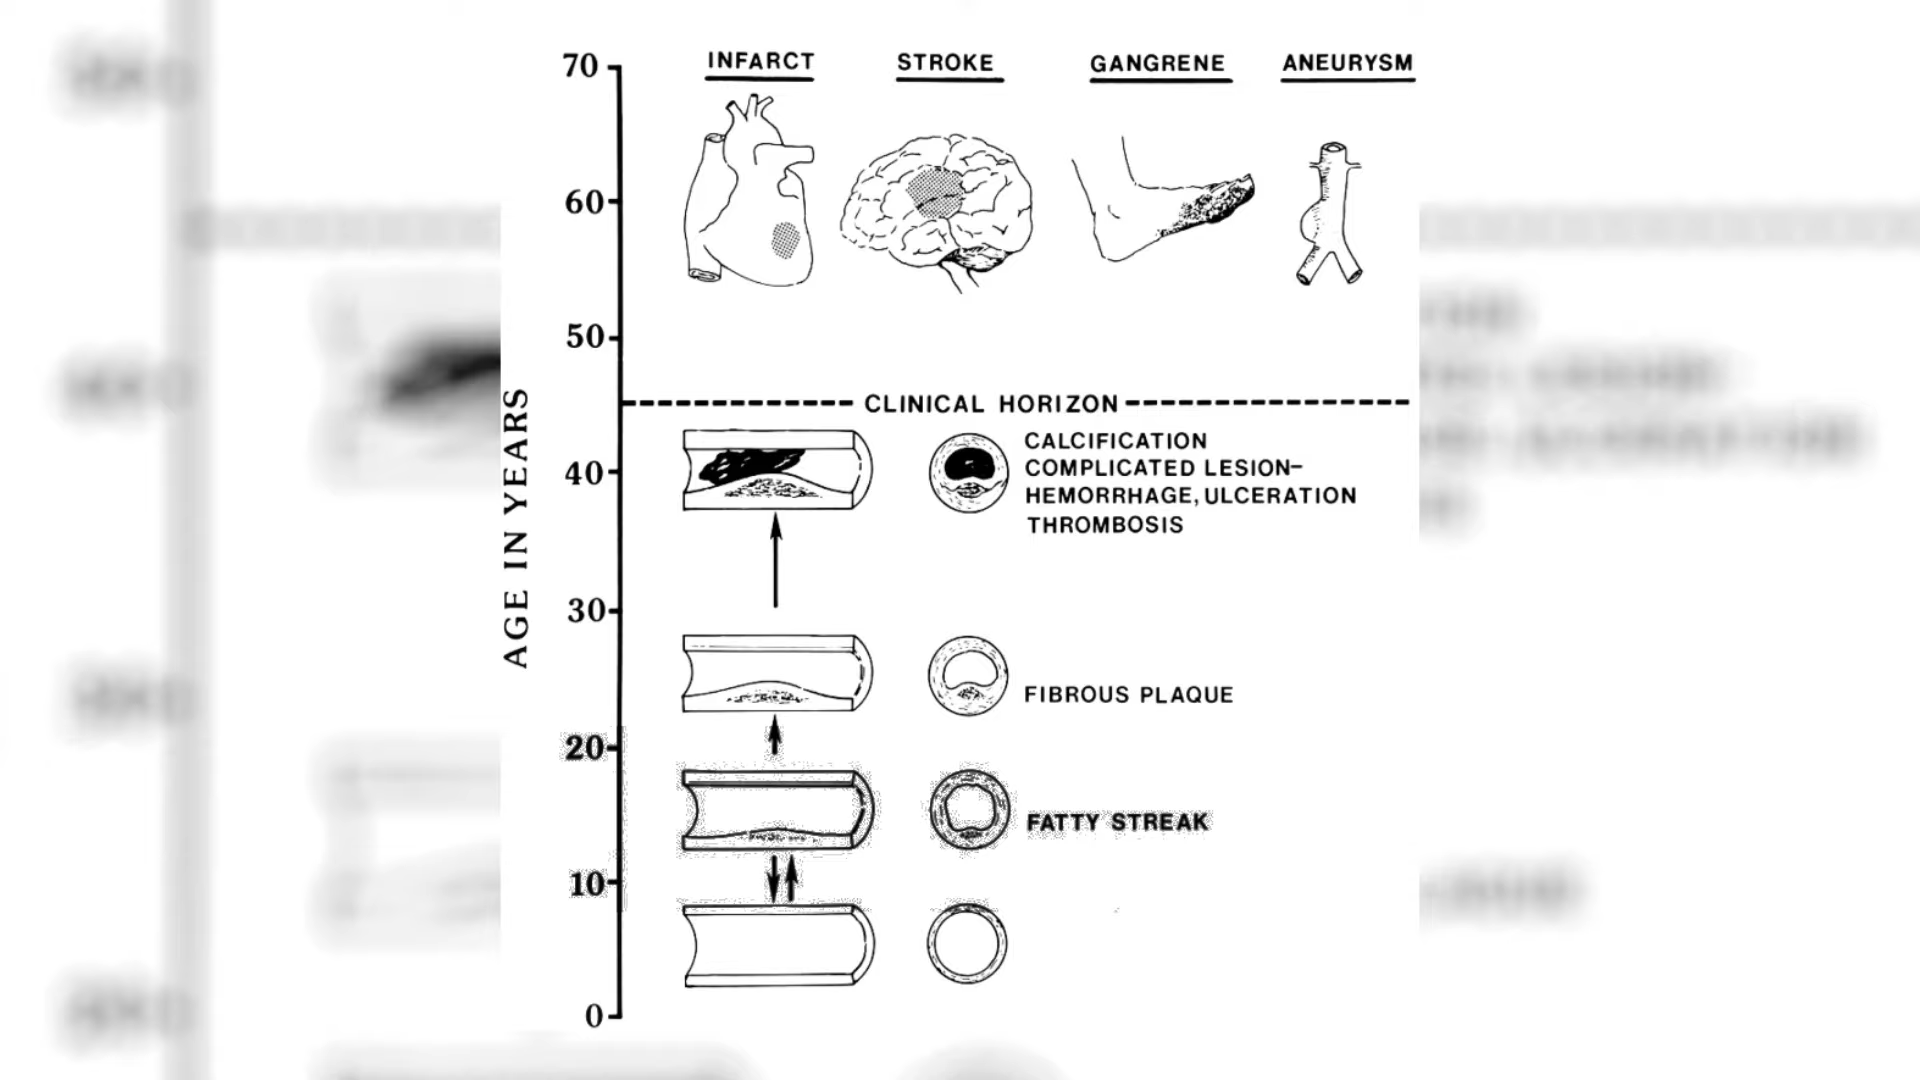 70
INFARCT
STROKE
GANGRENE
ANEURYSM
60
50
CLINICAL HORIZON
AGE IN YEARS
CALCIFICATION
40
COMPLICATED LESION–
HEMORRHAGE, ULCERATION
THROMBOSIS
30
FIBROUS PLAQUE
20
FATTY STREAK
10
0